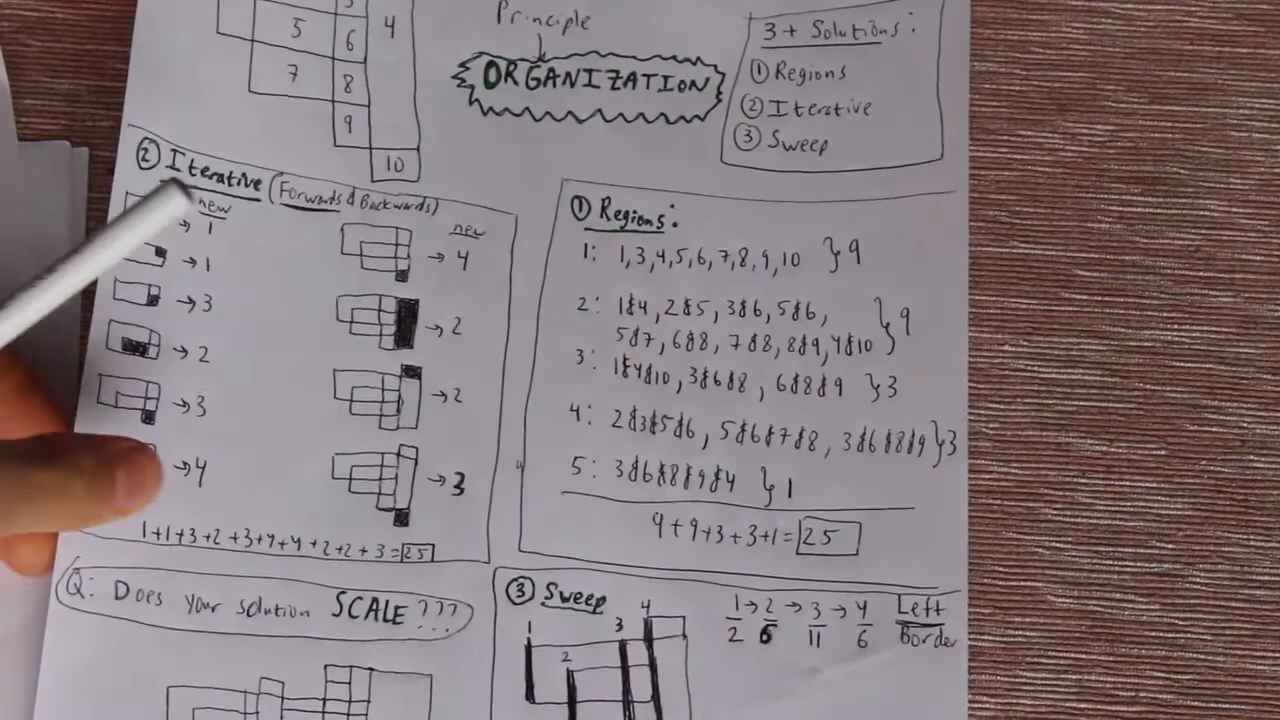 5
6
4
7
8
9
10
Principle
ORGANIZATION
3+ Solutions:
① Regions
② Iterative
③ Sweep
② Iterative (Forwards & Backwards)
new
→ 1
→ 1
→ 3
→ 2
→ 3
→ 4
new
→ 4
→ 2
→ 2
→ 3
1+1+3+2+3+4+4+2+2+3=25
① Regions:
1: 1,3,4,5,6,7,8,9,10 } 9
2: 1&4, 2&5, 3&6, 5&6,
5&7, 6&8, 7&8, 8&9, 4&10 } 9
3: 1&4&10, 3&6&8, 6&8&9 } 3
4: 2&3&5&6, 5&6&7&8, 3&6&8&9 } 3
5: 3&6&8&9&4 } 1
9+9+3+3+1=25
Q: Does your solution SCALE???
③ Sweep
1 2 3 4
1 → 2 → 3 → 4 Left
2 6 11 6 Border